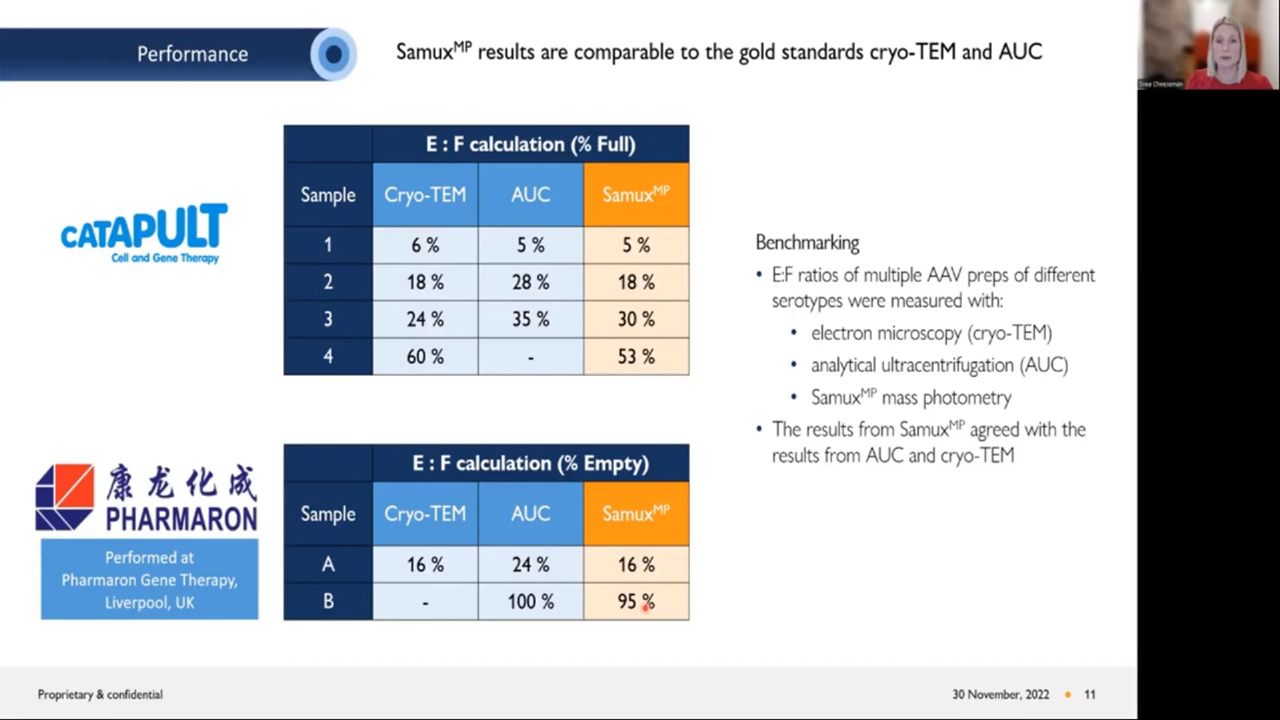 Performance
Samux^MP results are comparable to the gold standards cryo-TEM and AUC
CATAPULT
Cell and Gene Therapy
E : F calculation (% Full)
Sample Cryo-TEM AUC Samux^MP
1 6 % 5 % 5 %
2 18 % 28 % 18 %
3 24 % 35 % 30 %
4 60 % - 53 %
Benchmarking
• E:F ratios of multiple AAV preps of different
serotypes were measured with:
• electron microscopy (cryo-TEM)
• analytical ultracentrifugation (AUC)
• Samux^MP mass photometry
• The results from Samux^MP agreed with the
results from AUC and cryo-TEM
康龙化成
PHARMARON
Performed at
Pharmaron Gene Therapy,
Liverpool, UK
E : F calculation (% Empty)
Sample Cryo-TEM AUC Samux^MP
A 16 % 24 % 16 %
B - 100 % 95 %
Proprietary & confidential
30 November, 2022 • 11
Cheeseman